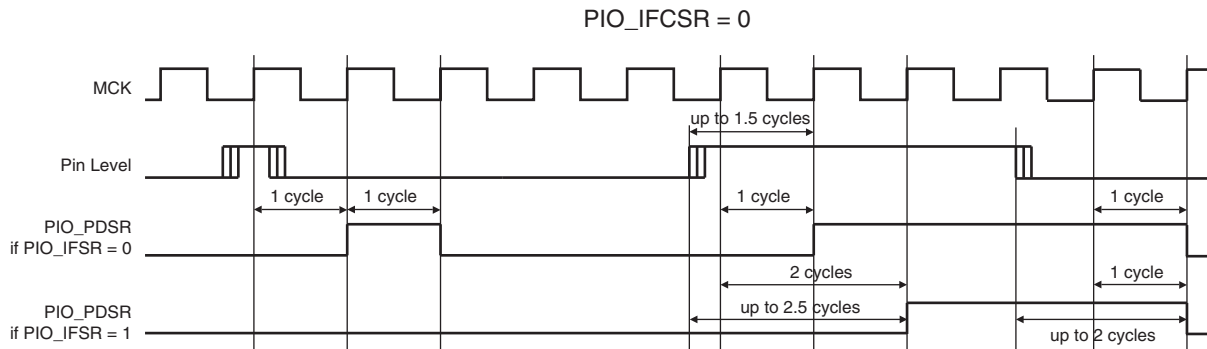 PIO_IFCSR = 0
MCK
up to 1.5 cycles
Pin Level
1 cycle
1 cycle
1 cycle
1 cycle
PIO_PDSR
if PIO_IFSR = 0
2 cycles
1 cycle
PIO_PDSR
if PIO_IFSR = 1
up to 2.5 cycles
up to 2 cycles